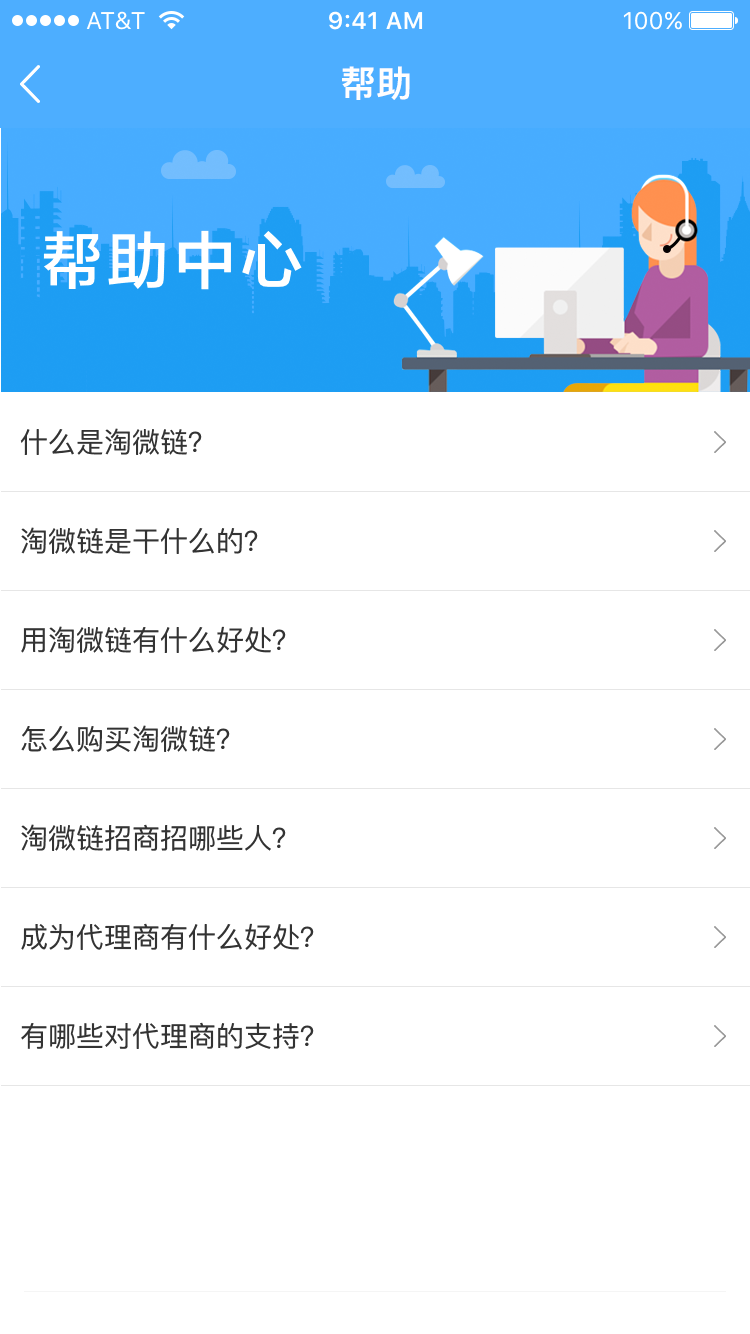 AT&T 9:41 AM 100%
帮助
帮助中心
什么是淘微链?
淘微链是干什么的?
用淘微链有什么好处?
怎么购买淘微链?
淘微链招商招哪些人?
成为代理商有什么好处?
有哪些对代理商的支持?